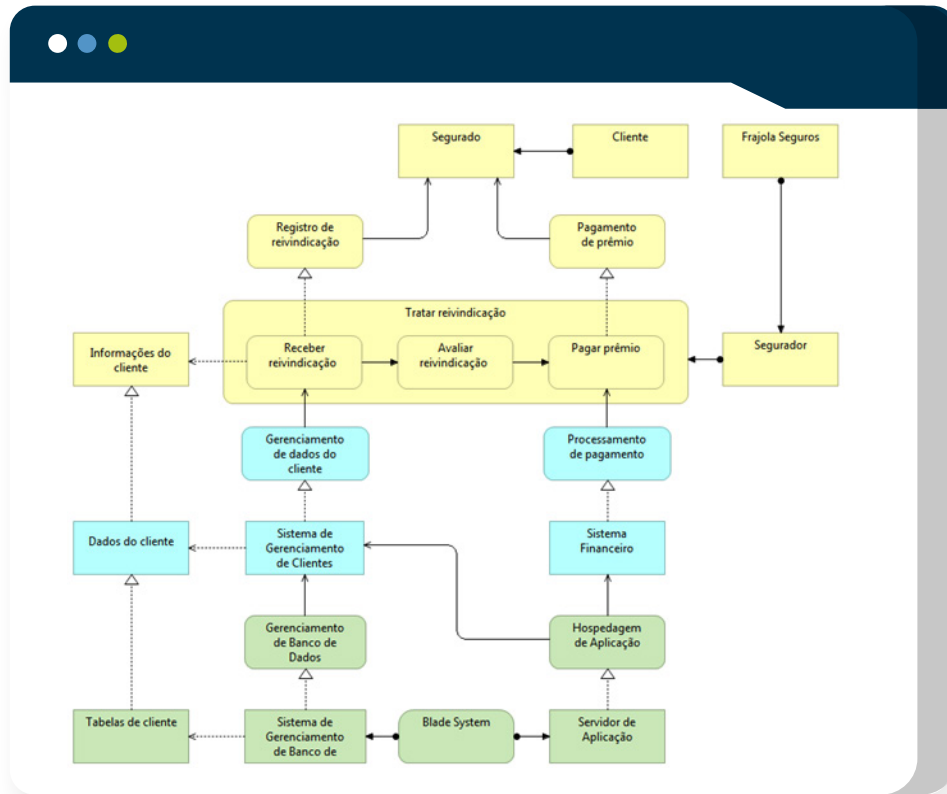 Segurado
Cliente
Frajola Seguros
Registro de
reivindicação
Pagamento
de prêmio
Tratar reivindicação
Informações do
cliente
Receber
reivindicação
Avaliar
reivindicação
Pagar prêmio
Segurador
Gerenciamento
de dados do
cliente
Processamento
de pagamento
Dados do cliente
Sistema de
Gerenciamento
de Clientes
Sistema
Financeiro
Gerenciamento
de Banco de
Dados
Hospedagem
de Aplicação
Tabelas de cliente
Sistema de
Gerenciamento
de Banco de
Blade System
Servidor de
Aplicação